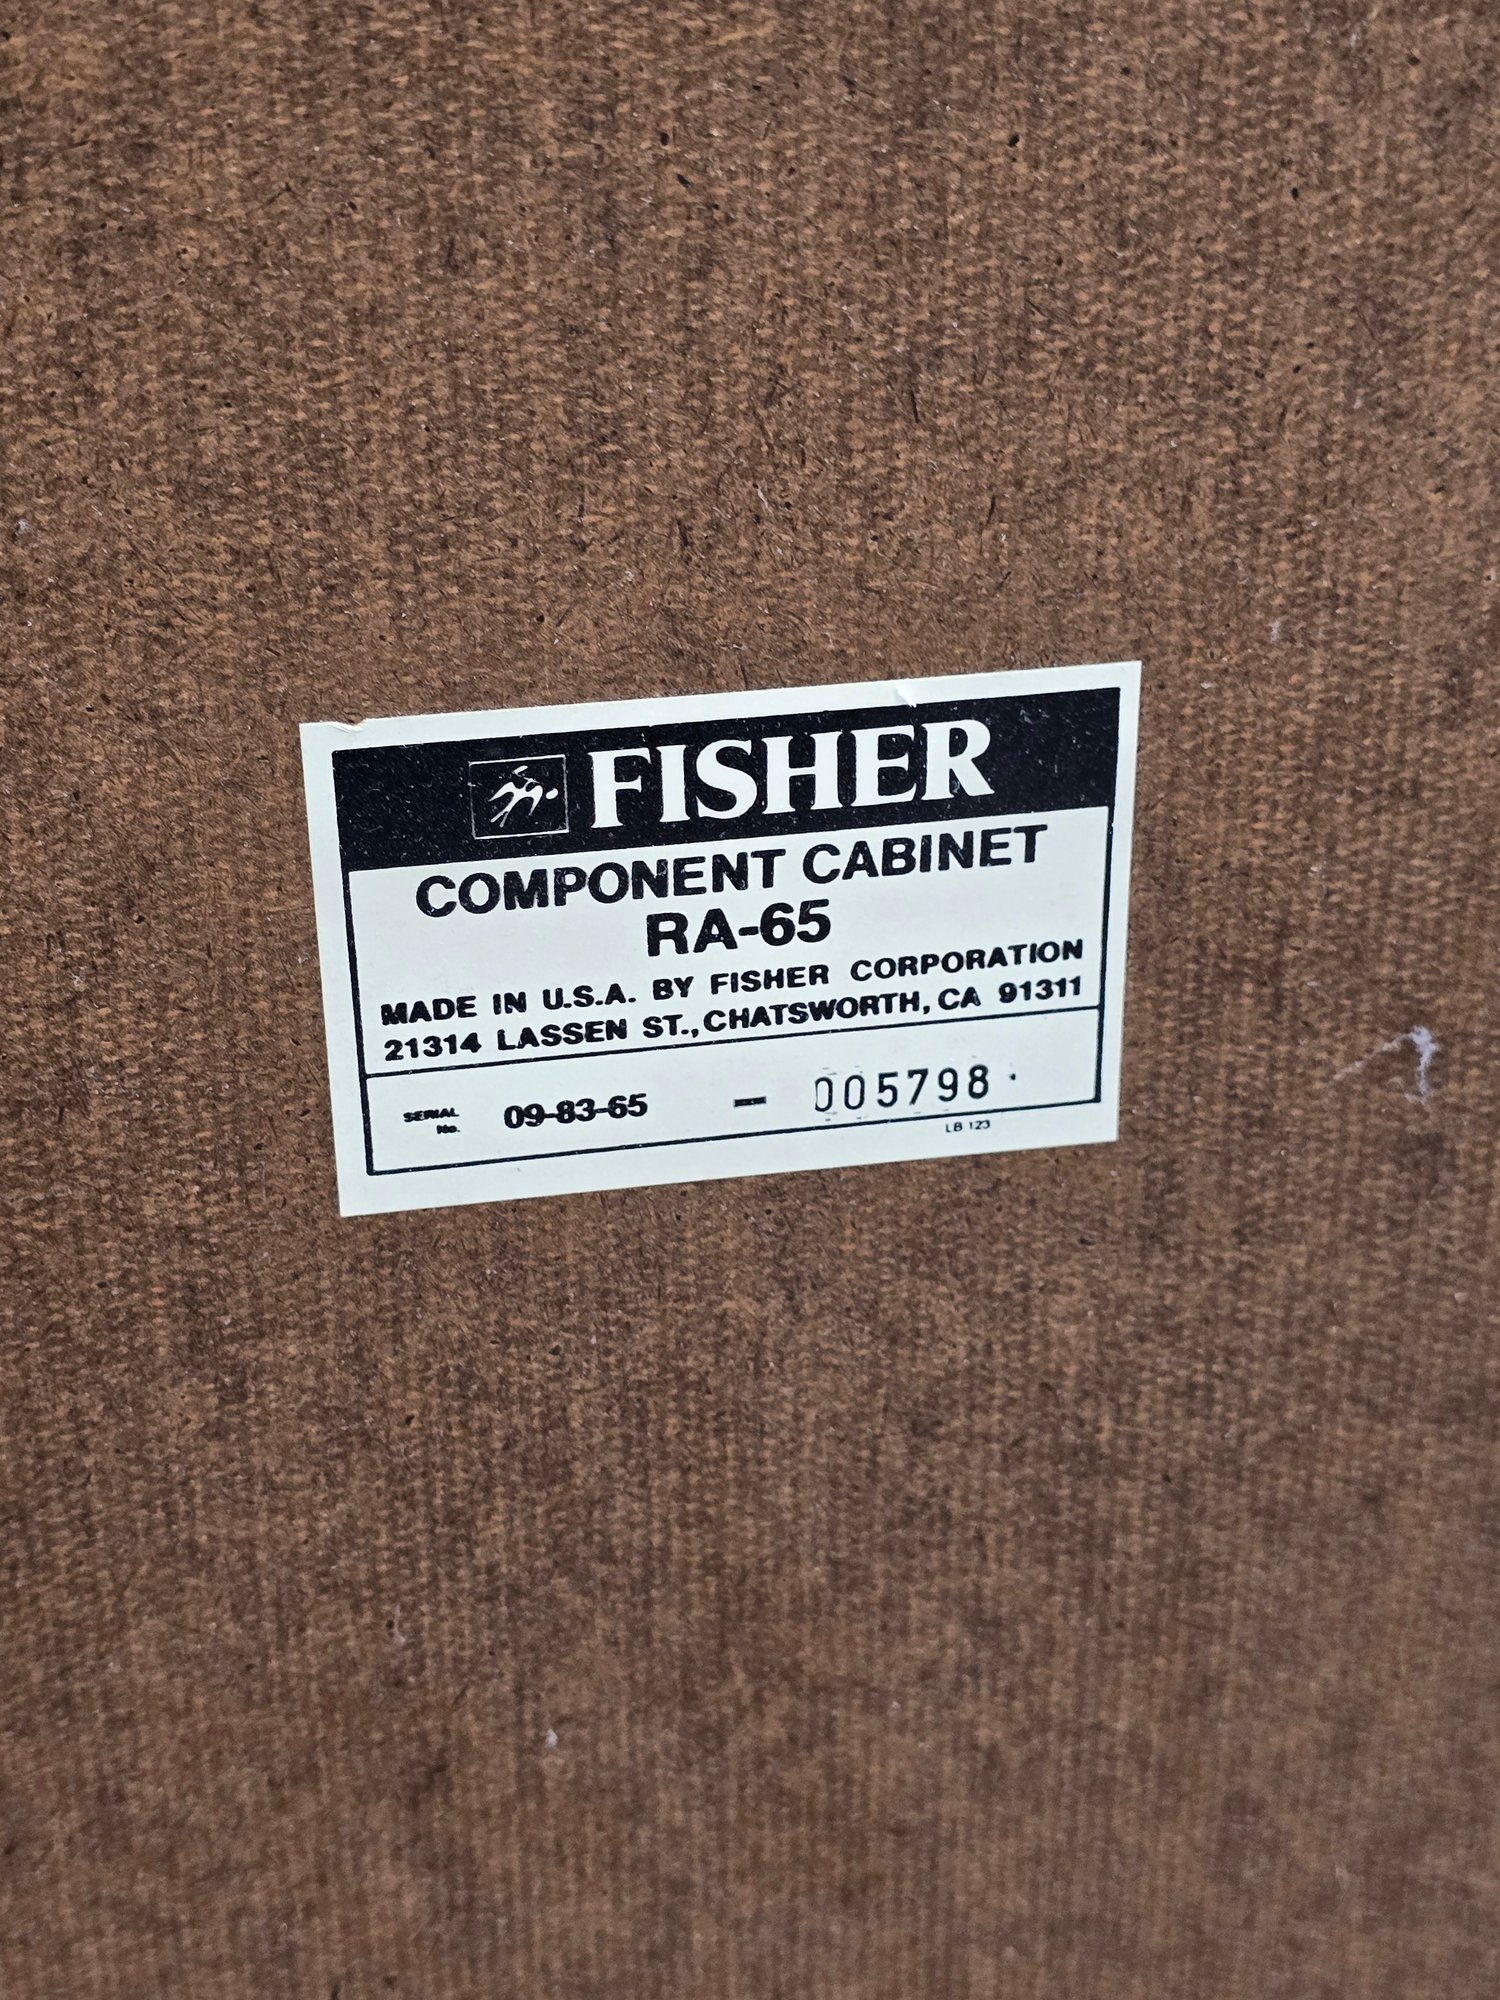 FISHER
COMPONENT CABINET
RA-65
MADE IN U.S.A. BY FISHER CORPORATION
21314 LASSEN ST., CHATSWORTH, CA 91311
SERIAL No. 09-83-65 - 005798
LB 123